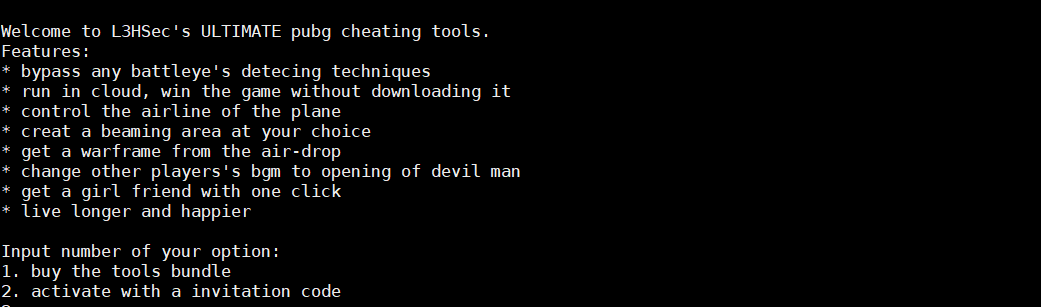 Welcome to L3HSec's ULTIMATE pubg cheating tools.
Features:
* bypass any battleye's detecing techniques
* run in cloud, win the game without downloading it
* control the airline of the plane
* creat a beaming area at your choice
* get a warframe from the air-drop
* change other players's bgm to opening of devil man
* get a girl friend with one click
* live longer and happier
Input number of your option:
1. buy the tools bundle
2. activate with a invitation code